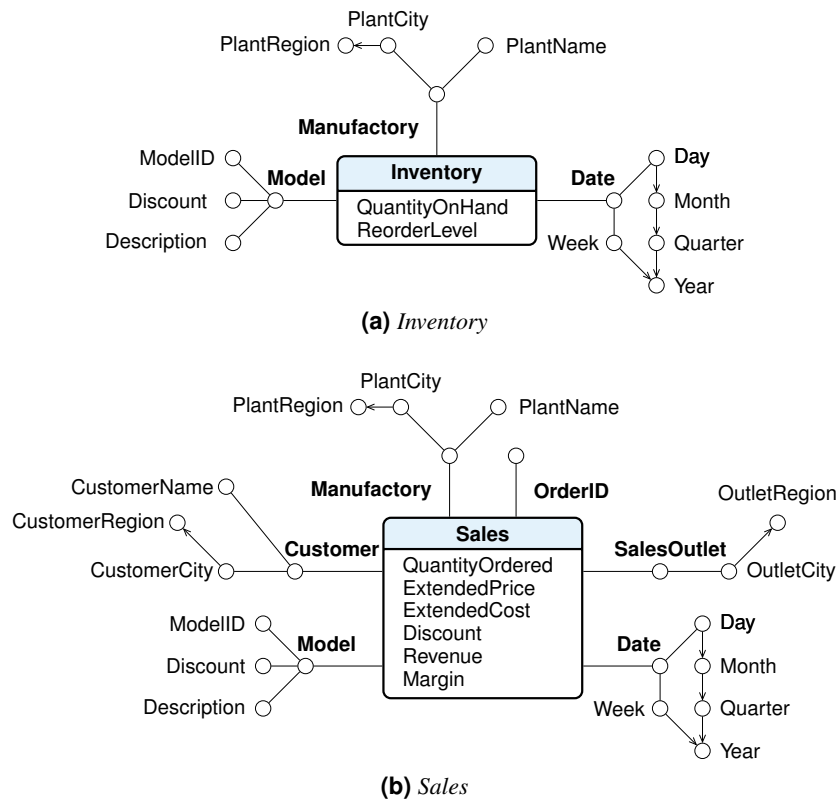 PlantCity
PlantRegion
PlantName
Manufactory
ModelID
Model
Inventory
Date
Day
Discount
QuantityOnHand
Month
Description
ReorderLevel
Week
Quarter
Year
(a) Inventory
PlantCity
PlantRegion
PlantName
CustomerName
Manufactory
OrderID
OutletRegion
CustomerRegion
Sales
Customer
SalesOutlet
CustomerCity
QuantityOrdered
OutletCity
ExtendedPrice
ExtendedCost
ModelID
Model
Discount
Date
Day
Discount
Revenue
Month
Margin
Description
Week
Quarter
Year
(b) Sales